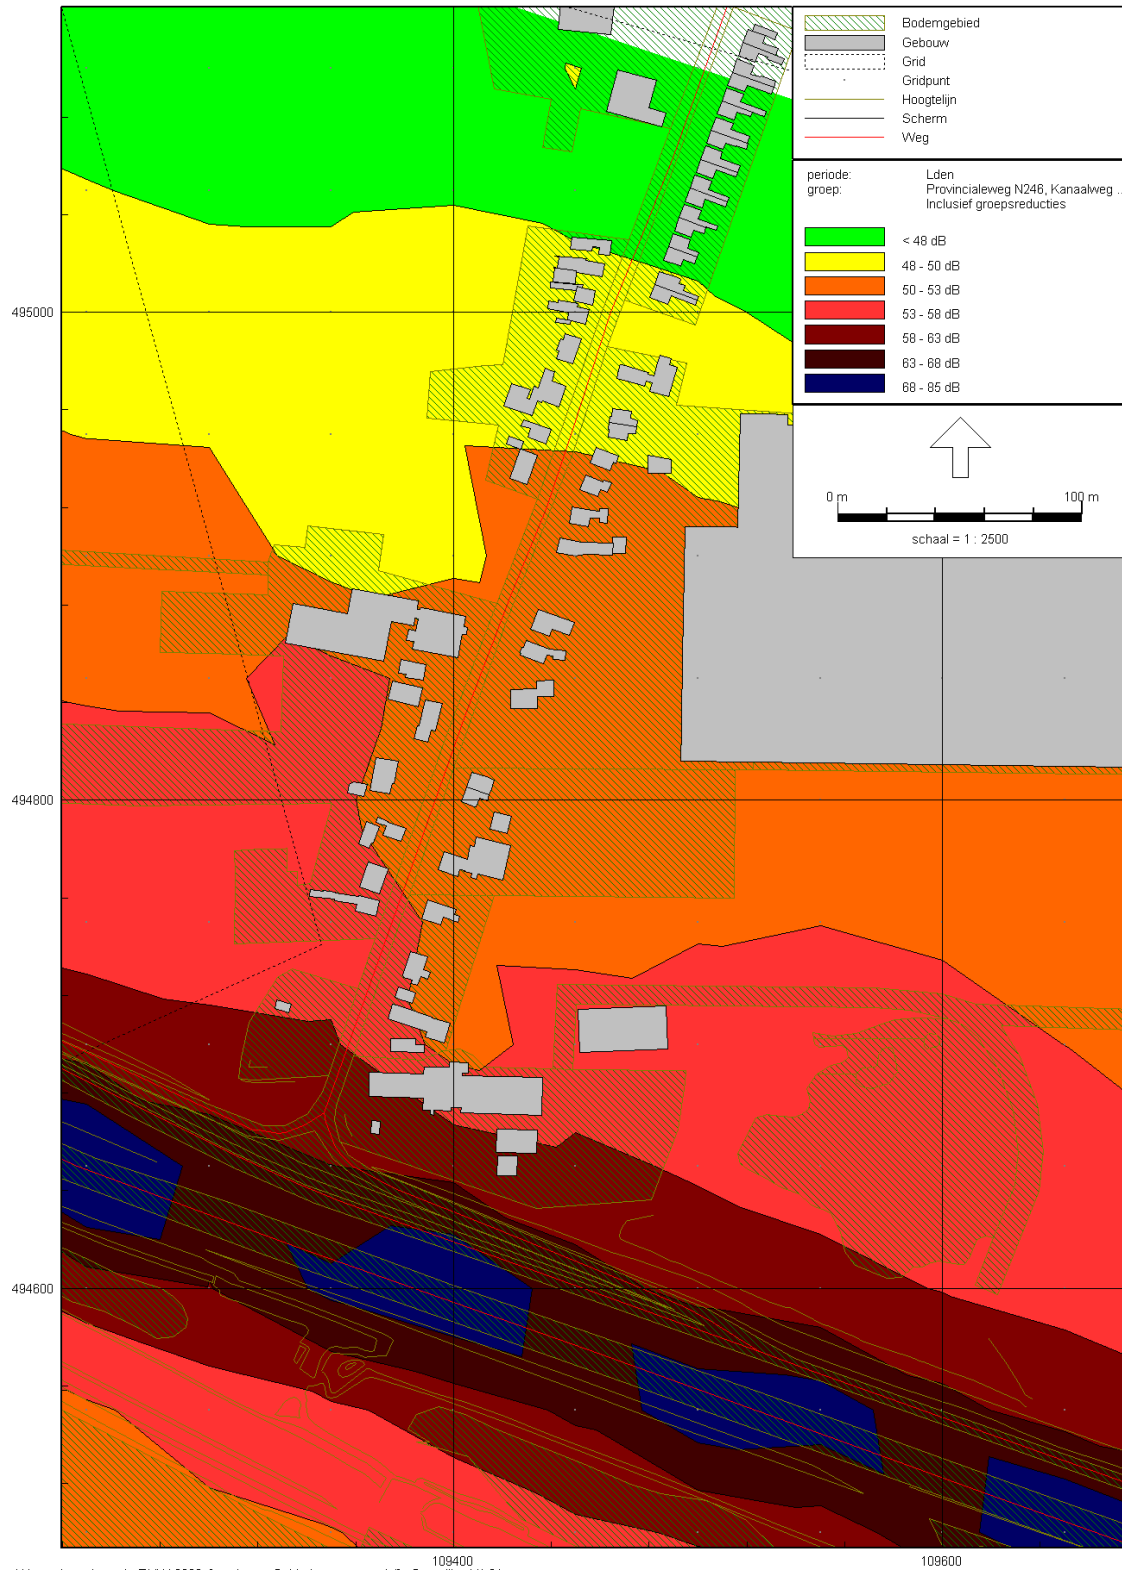 Bodemgebied
Gebouw
Grid
Gridpunt
Hoogtelijn
Scherm
Weg
periode: Lden
groep: Provincialeweg N246, Kanaalweg ...
Inclusief groepsreducties
< 48 dB
48 - 50 dB
50 - 53 dB
53 - 58 dB
58 - 63 dB
63 - 68 dB
68 - 85 dB
0 m 100 m
schaal = 1 : 2500
495000
494800
494600
109400 109600